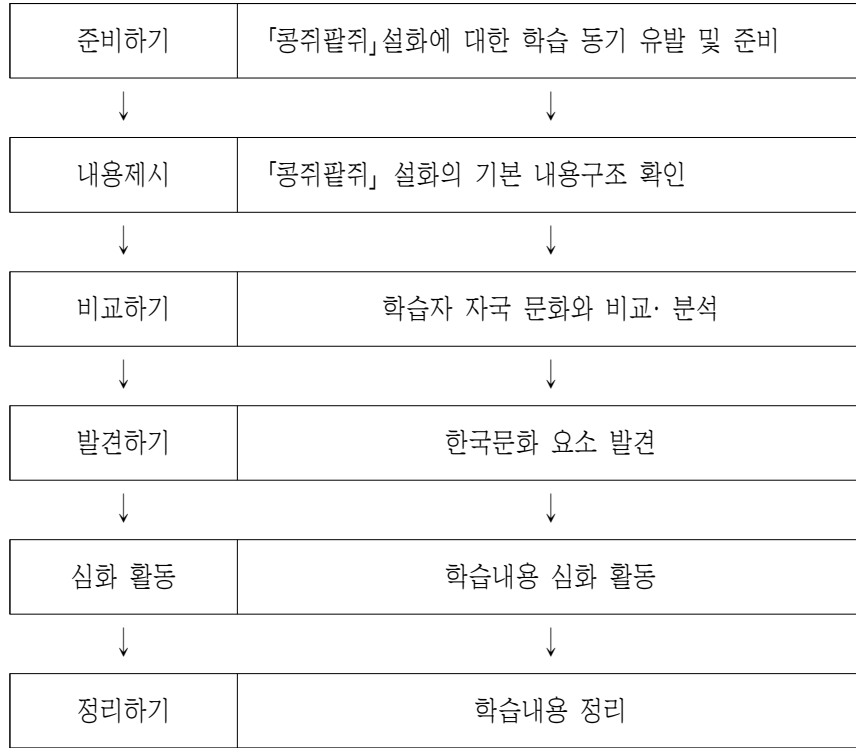 준비하기 「콩쥐팥쥐」설화에 대한 학습 동기 유발 및 준비
↓ ↓
내용제시 「콩쥐팥쥐」 설화의 기본 내용구조 확인
↓ ↓
비교하기 학습자 자국 문화와 비교· 분석
↓ ↓
발견하기 한국문화 요소 발견
↓ ↓
심화 활동 학습내용 심화 활동
↓ ↓
정리하기 학습내용 정리